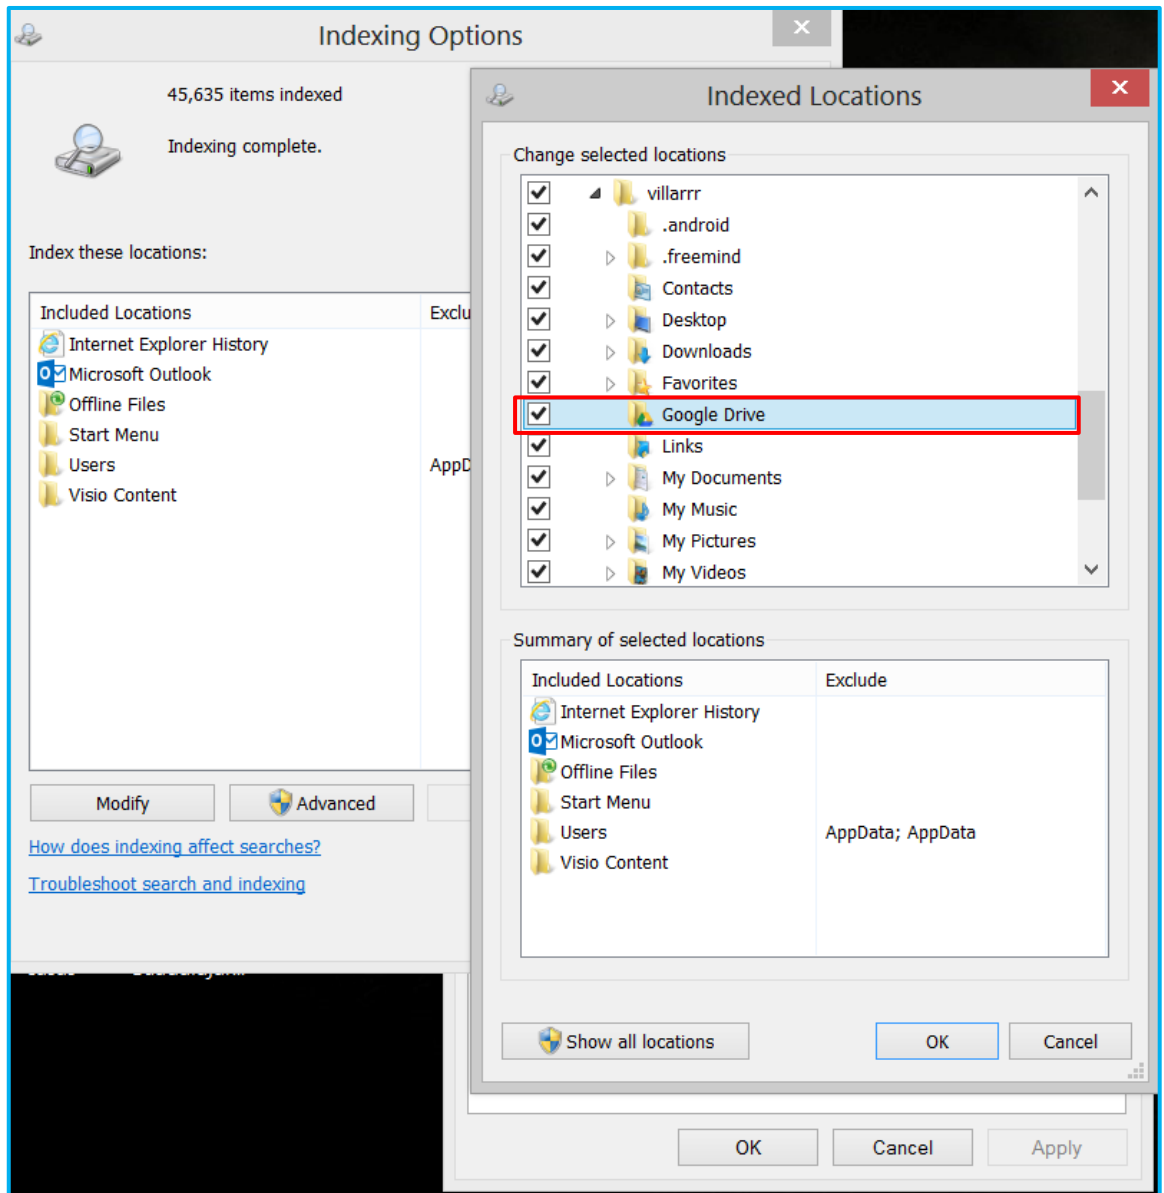 Indexing Options
45,635 items indexed
Indexing complete.
Index these locations:
Included Locations Exclu
Internet Explorer History
Microsoft Outlook
Offline Files
Start Menu
Users AppD
Visio Content
Modify Advanced
How does indexing affect searches?
Troubleshoot search and indexing
Indexed Locations
Change selected locations
villarrr
.android
.freemind
Contacts
Desktop
Downloads
Favorites
Google Drive
Links
My Documents
My Music
My Pictures
My Videos
Summary of selected locations
Included Locations Exclude
Internet Explorer History
Microsoft Outlook
Offline Files
Start Menu
Users AppData; AppData
Visio Content
Show all locations OK Cancel
OK Cancel Apply